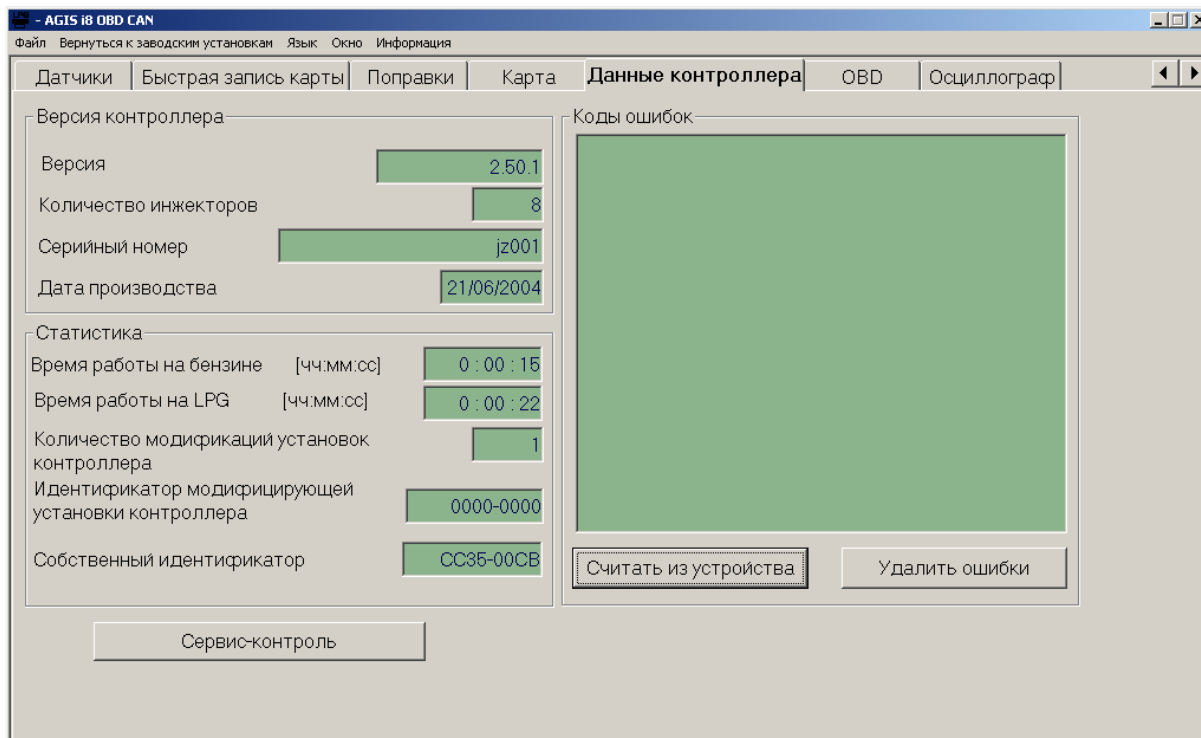 - AGIS i8 OBD CAN
Файл Вернуться к заводским установкам Язык Окно Информация
Датчики Быстрая запись карты Поправки Карта Данные контроллера OBD Осциллограф
Версия контроллера
Версия 2.50.1
Количество инжекторов 8
Серийный номер jz001
Дата производства 21/06/2004
Статистика
Время работы на бензине [чч:мм:сс] 0 : 00 : 15
Время работы на LPG [чч:мм:сс] 0 : 00 : 22
Количество модификаций установок
контроллера 1
Идентификатор модифицирующей
установки контроллера 0000-0000
Собственный идентификатор CC35-00CB
Сервис-контроль
Коды ошибок
Считать из устройства Удалить ошибки